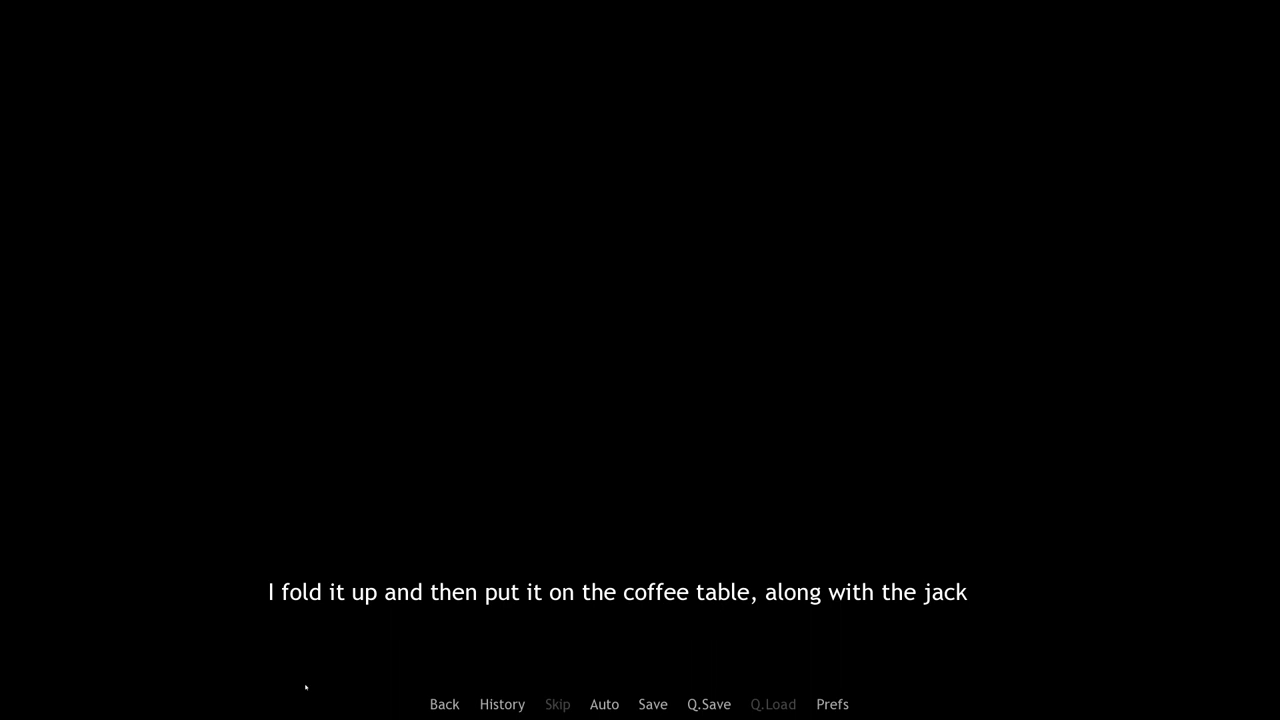 I fold it up and then put it on the coffee table, along with the jack
Back History Skip Auto Save Q.Save Q.Load Prefs